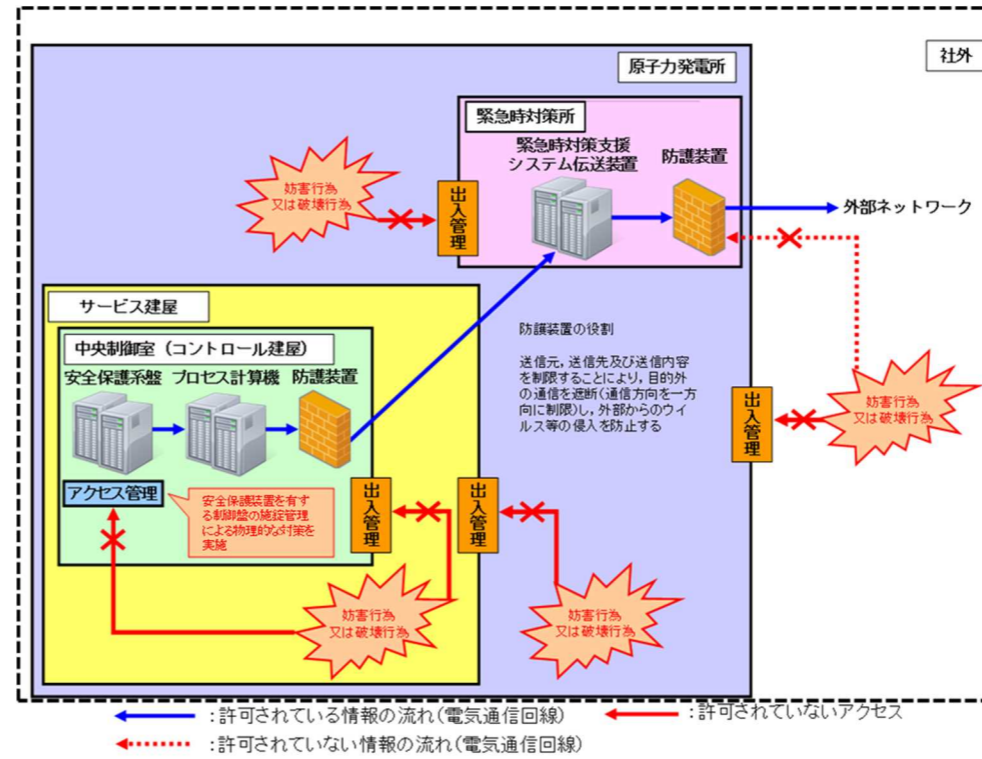 社外
原子力発電所
緊急時対策所
緊急時対策支援
システム伝送装置
防護装置
妨害行為
又は破壊行為
出入管理
外部ネットワーク
サービス建屋
中央制御室（コントロール建屋）
安全保護系盤
プロセス計算機
防護装置
防護装置の役割
送信元，送信先及び送信内容
を制限することにより，目的外
の通信を遮断（通信方向を一方
向に制限）し，外部からのウイ
ルス等の侵入を防止する
出入管理
妨害行為
又は破壊行為
アクセス管理
安全保護装置を有す
る制御盤の施錠管理
による物理的な対策を
実施
出入管理
出入管理
妨害行為
又は破壊行為
妨害行為
又は破壊行為
：許可されている情報の流れ（電気通信回線）
：許可されていないアクセス
：許可されていない情報の流れ（電気通信回線）